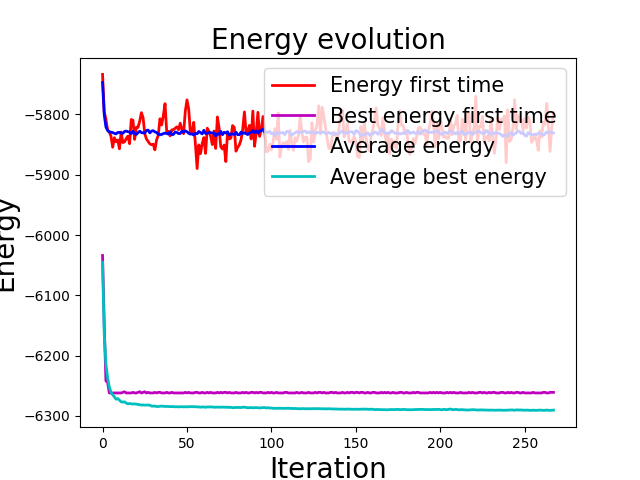 Energy evolution
Energy
−5800
−5900
−6000
−6100
−6200
−6300
Energy first time
Best energy first time
Average energy
Average best energy
0
50
100
150
200
250
Iteration